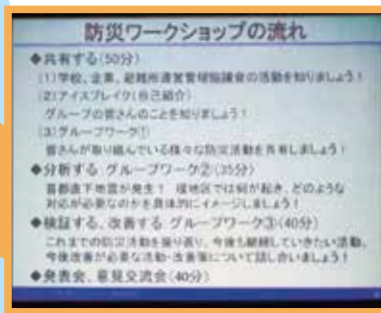 防災ワークショップの流れ
◆共有する(50分)
(1)学校、企業、避難所運営管理協議会の活動を知りましょう!
(2)アイスブレイク(自己紹介)
グループの皆さんのことを知りましょう!
(3)グループワーク①
皆さんが取り組んでいる様々な防災活動を共有しましょう!
◆分析する グループワーク②(35分)
首都直下地震が発生! 榎地区では何が起き、どのような
対応が必要なのかを具体的にイメージしましょう!
◆検証する、改善する グループワーク③(40分)
これまでの防災活動を振り返り、今後も継続していきたい活動、
今後改善が必要な活動・改善策について話し合いましょう!
◆発表会、意見交流会(40分)